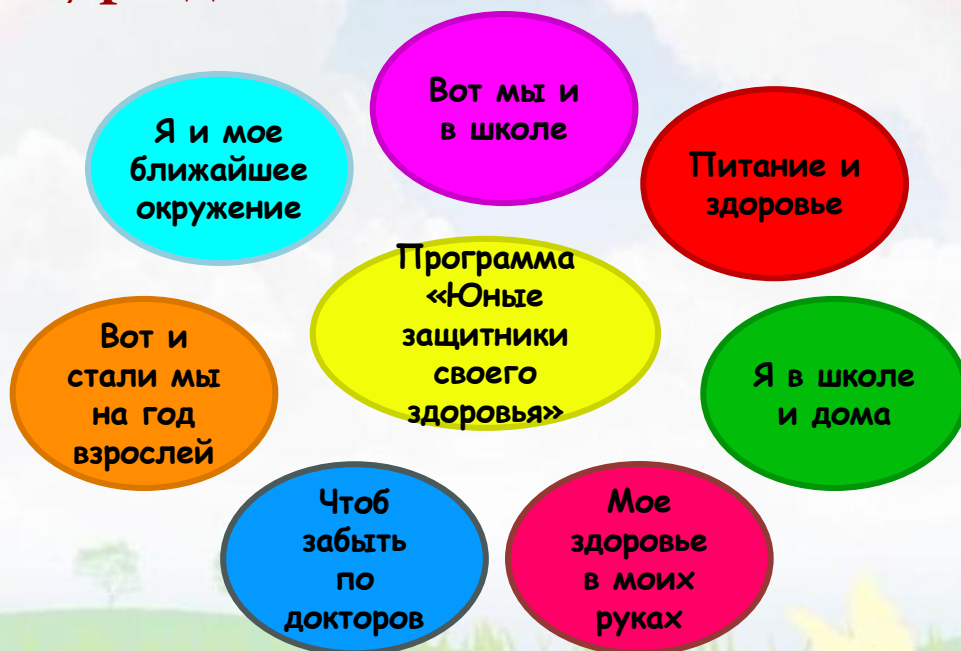 Вот мы и
в школе
Я и мое
ближайшее
окружение
Питание и
здоровье
Программа
«Юные
защитники
своего
здоровья»
Вот и
стали мы
на год
взрослей
Я в школе
и дома
Чтоб
забыть
по
докторов
Мое
здоровье
в моих
руках